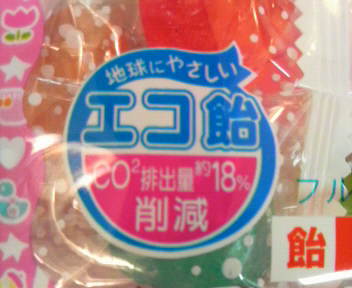 地球にやさしい
エコ飴
CO²排出量約18%
削減
フル
飴